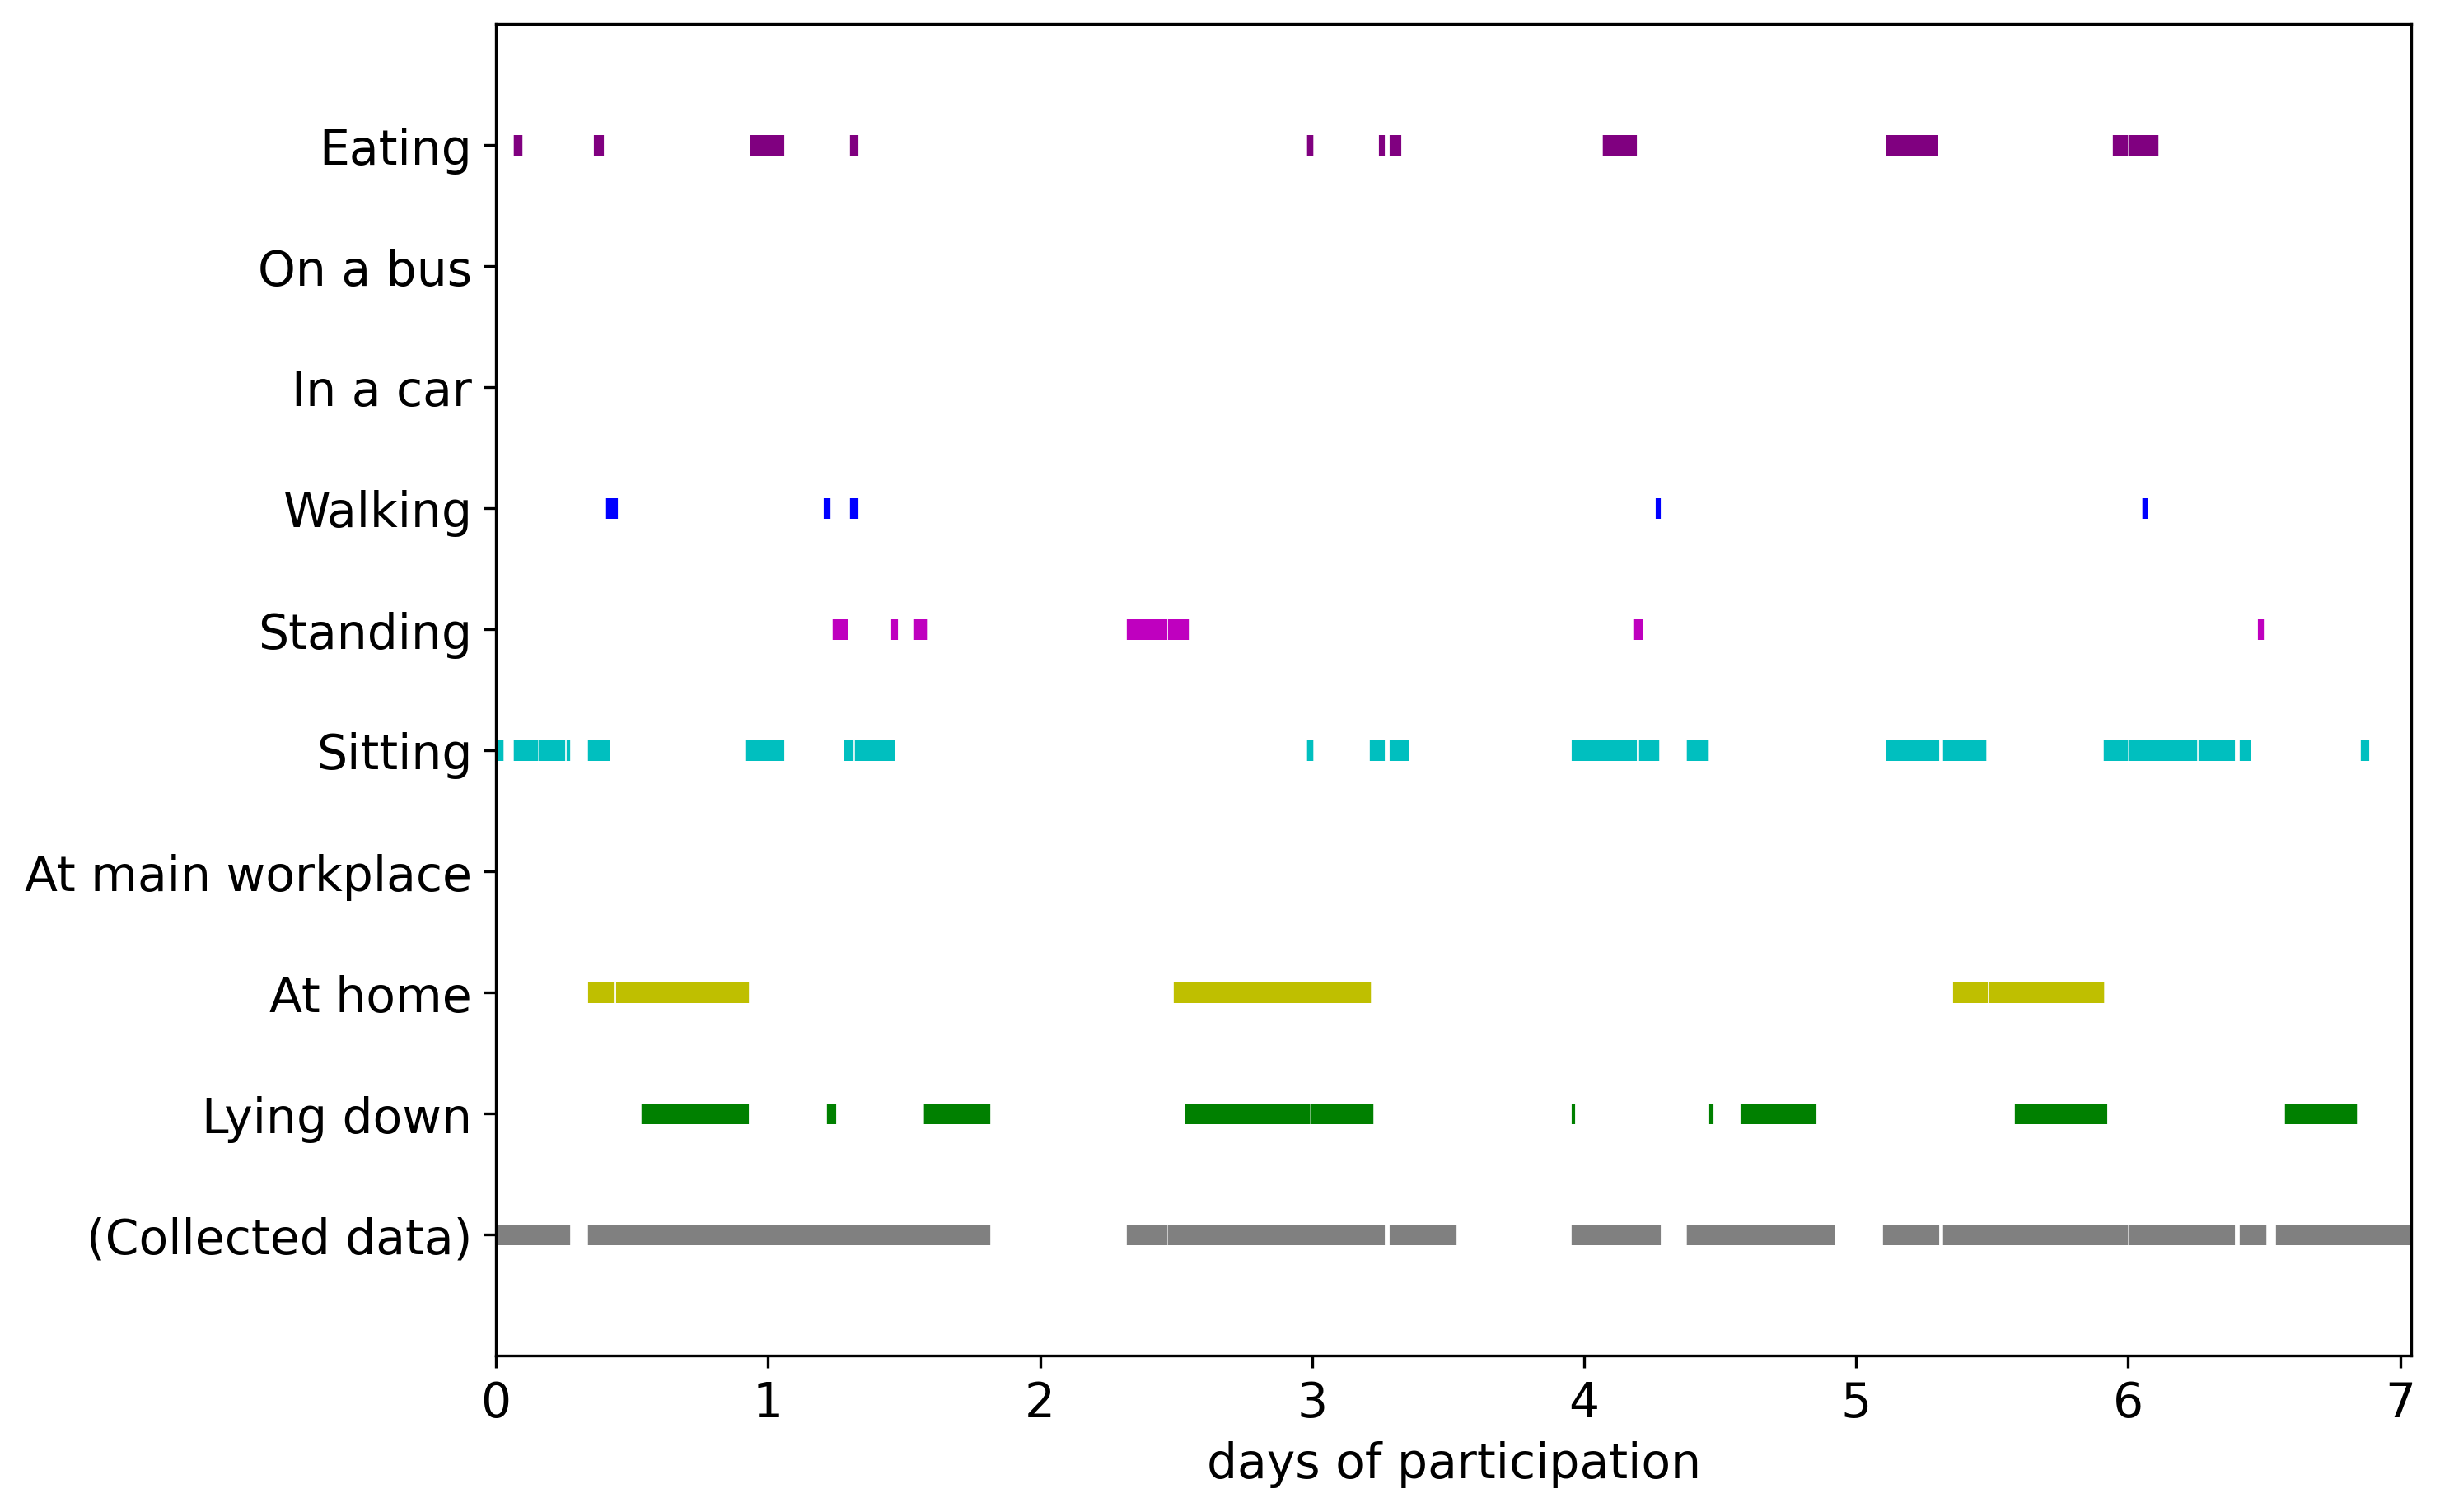 Eating
On a bus
In a car
Walking
Standing
Sitting
At main workplace
At home
Lying down
(Collected data)
0 1 2 3 4 5 6 7
days of participation